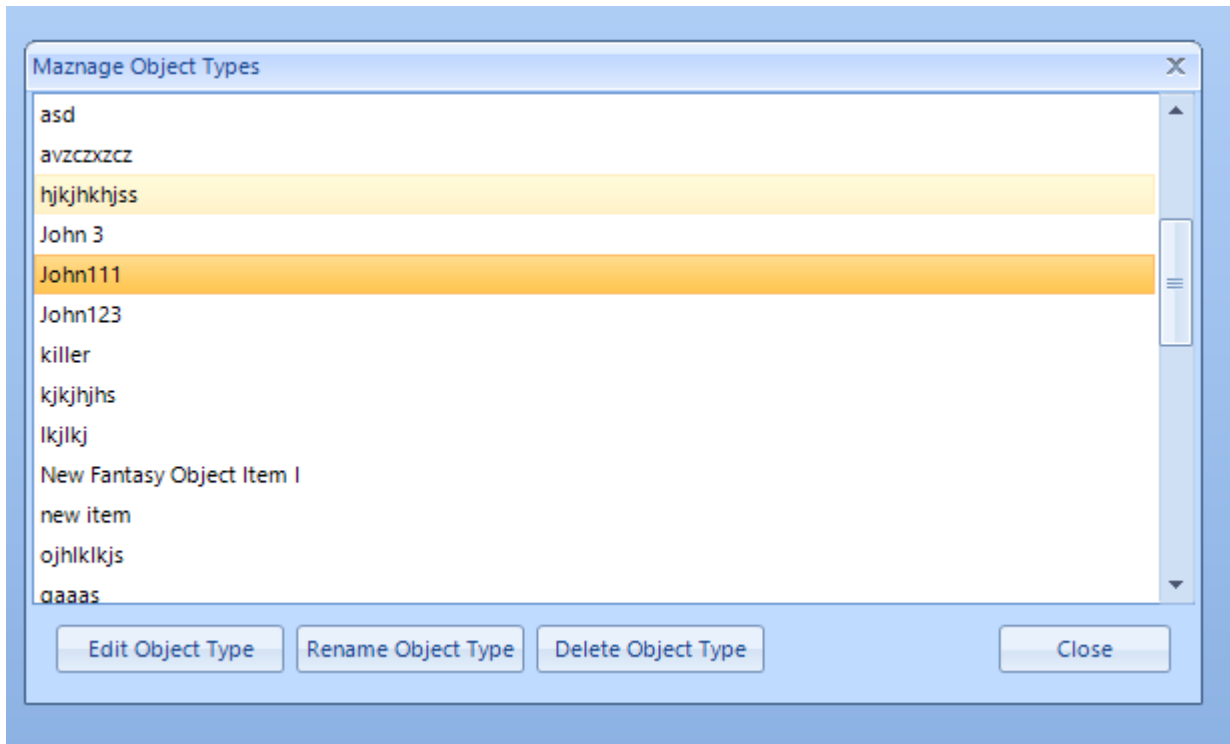 Maznage Object Types
asd
avzczxzcz
hjkjhkhjss
John 3
John111
John123
killer
kjkjhjhs
lkjlkj
New Fantasy Object Item I
new item
ojhlklkjs
Edit Object Type
Rename Object Type
Delete Object Type
Close